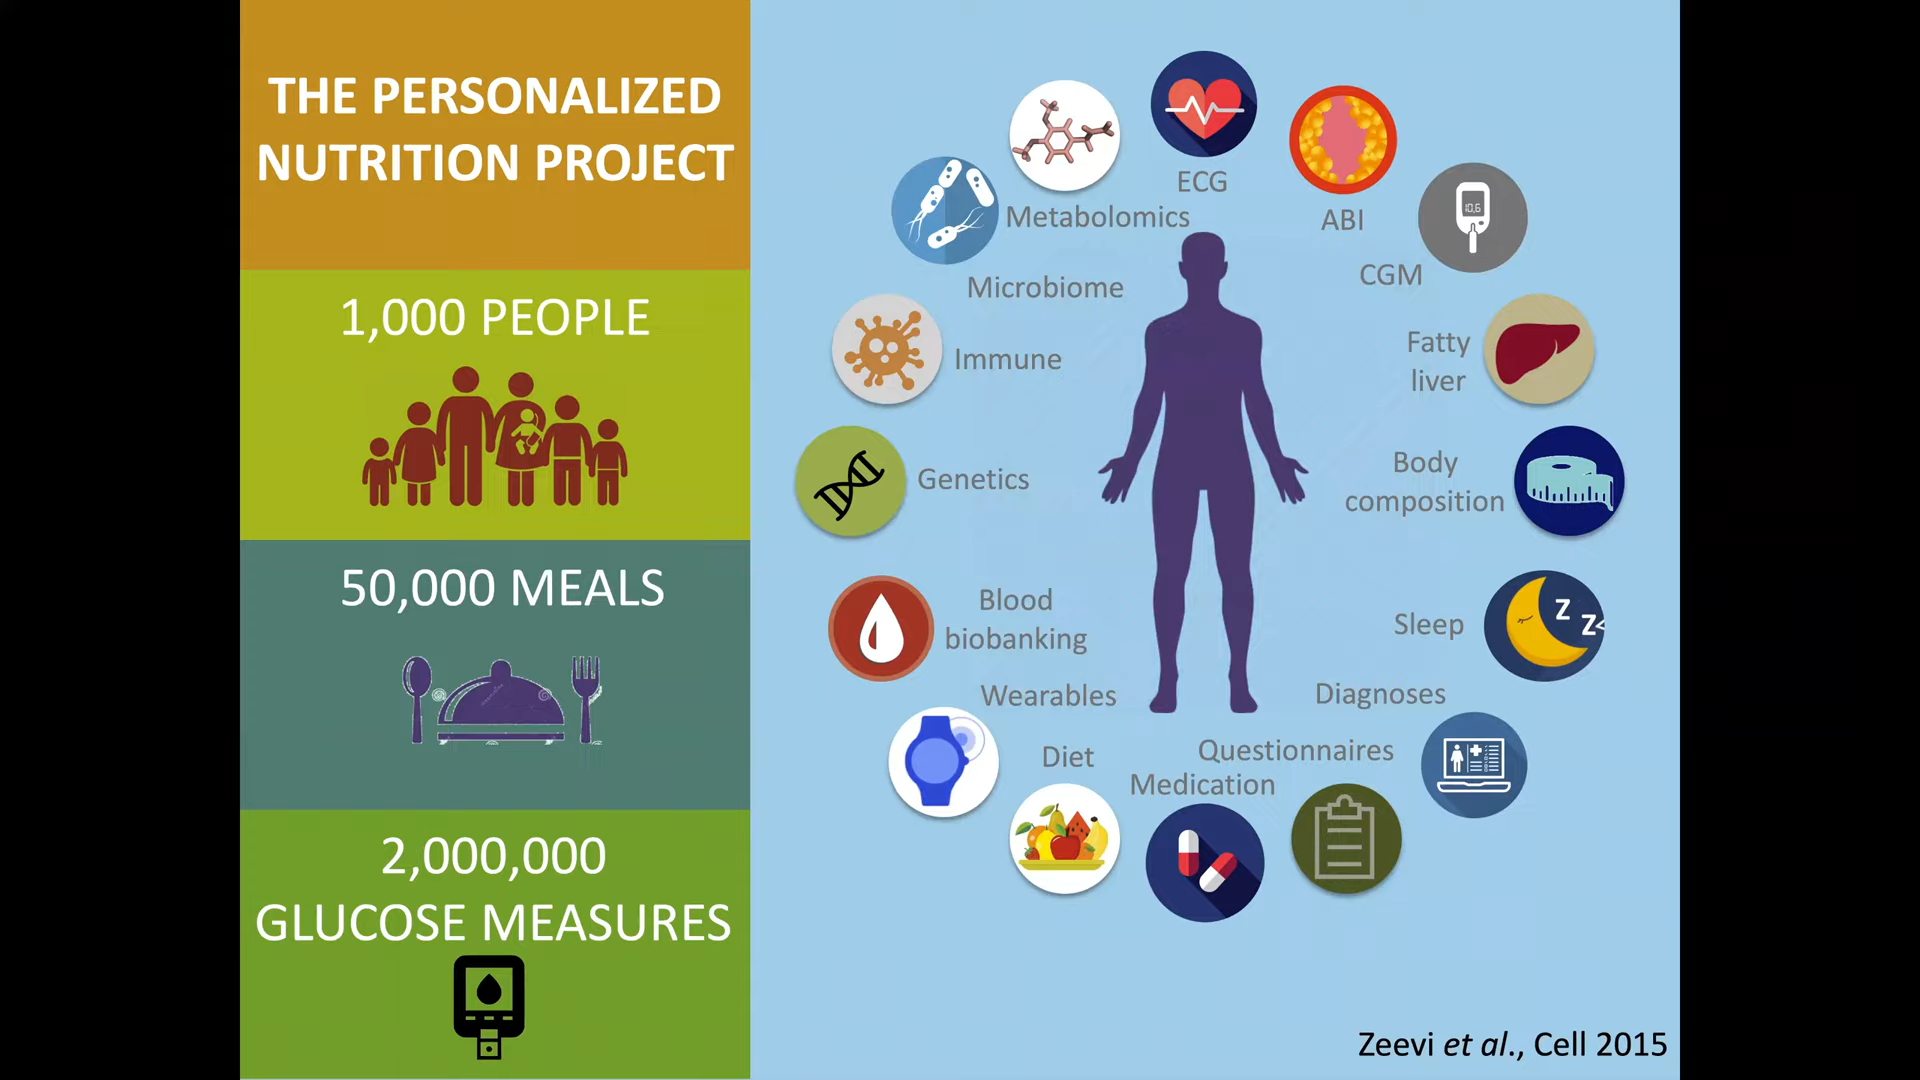 THE PERSONALIZED
NUTRITION PROJECT
1,000 PEOPLE
50,000 MEALS
2,000,000
GLUCOSE MEASURES
ECG
Metabolomics
ABI
CGM
Microbiome
Immune
Fatty
liver
Genetics
Body
composition
Blood
biobanking
Sleep
Wearables
Diagnoses
Diet
Questionnaires
Medication
10,6
Z Z
Zeevi et al., Cell 2015